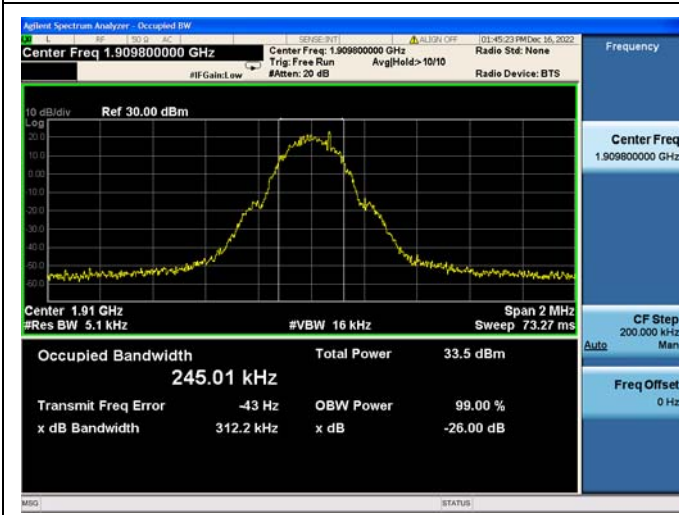 Agilent Spectrum Analyzer - Occupied BW
L RF 50 Ω AC SENSE:INT ALIGN OFF 01:45:23 PM Dec 16, 2022
Center Freq 1.909800000 GHz Center Freq: 1.909800000 GHz Radio Std: None Frequency
Trig: Free Run Avg|Hold:> 10/10
#IFGain:Low #Atten: 20 dB Radio Device: BTS
10 dB/div Ref 30.00 dBm
Log
20.0
10.0
0.00
10.0
20.0
30.0
40.0
50.0
60.0
Center Freq
1.909800000 GHz
Center 1.91 GHz Span 2 MHz
#Res BW 5.1 kHz #VBW 16 kHz Sweep 73.27 ms
CF Step
200.000 kHz
Auto Man
Occupied Bandwidth Total Power 33.5 dBm
245.01 kHz
Freq Offset
0 Hz
Transmit Freq Error -43 Hz OBW Power 99.00 %
x dB Bandwidth 312.2 kHz x dB -26.00 dB
MSG STATUS